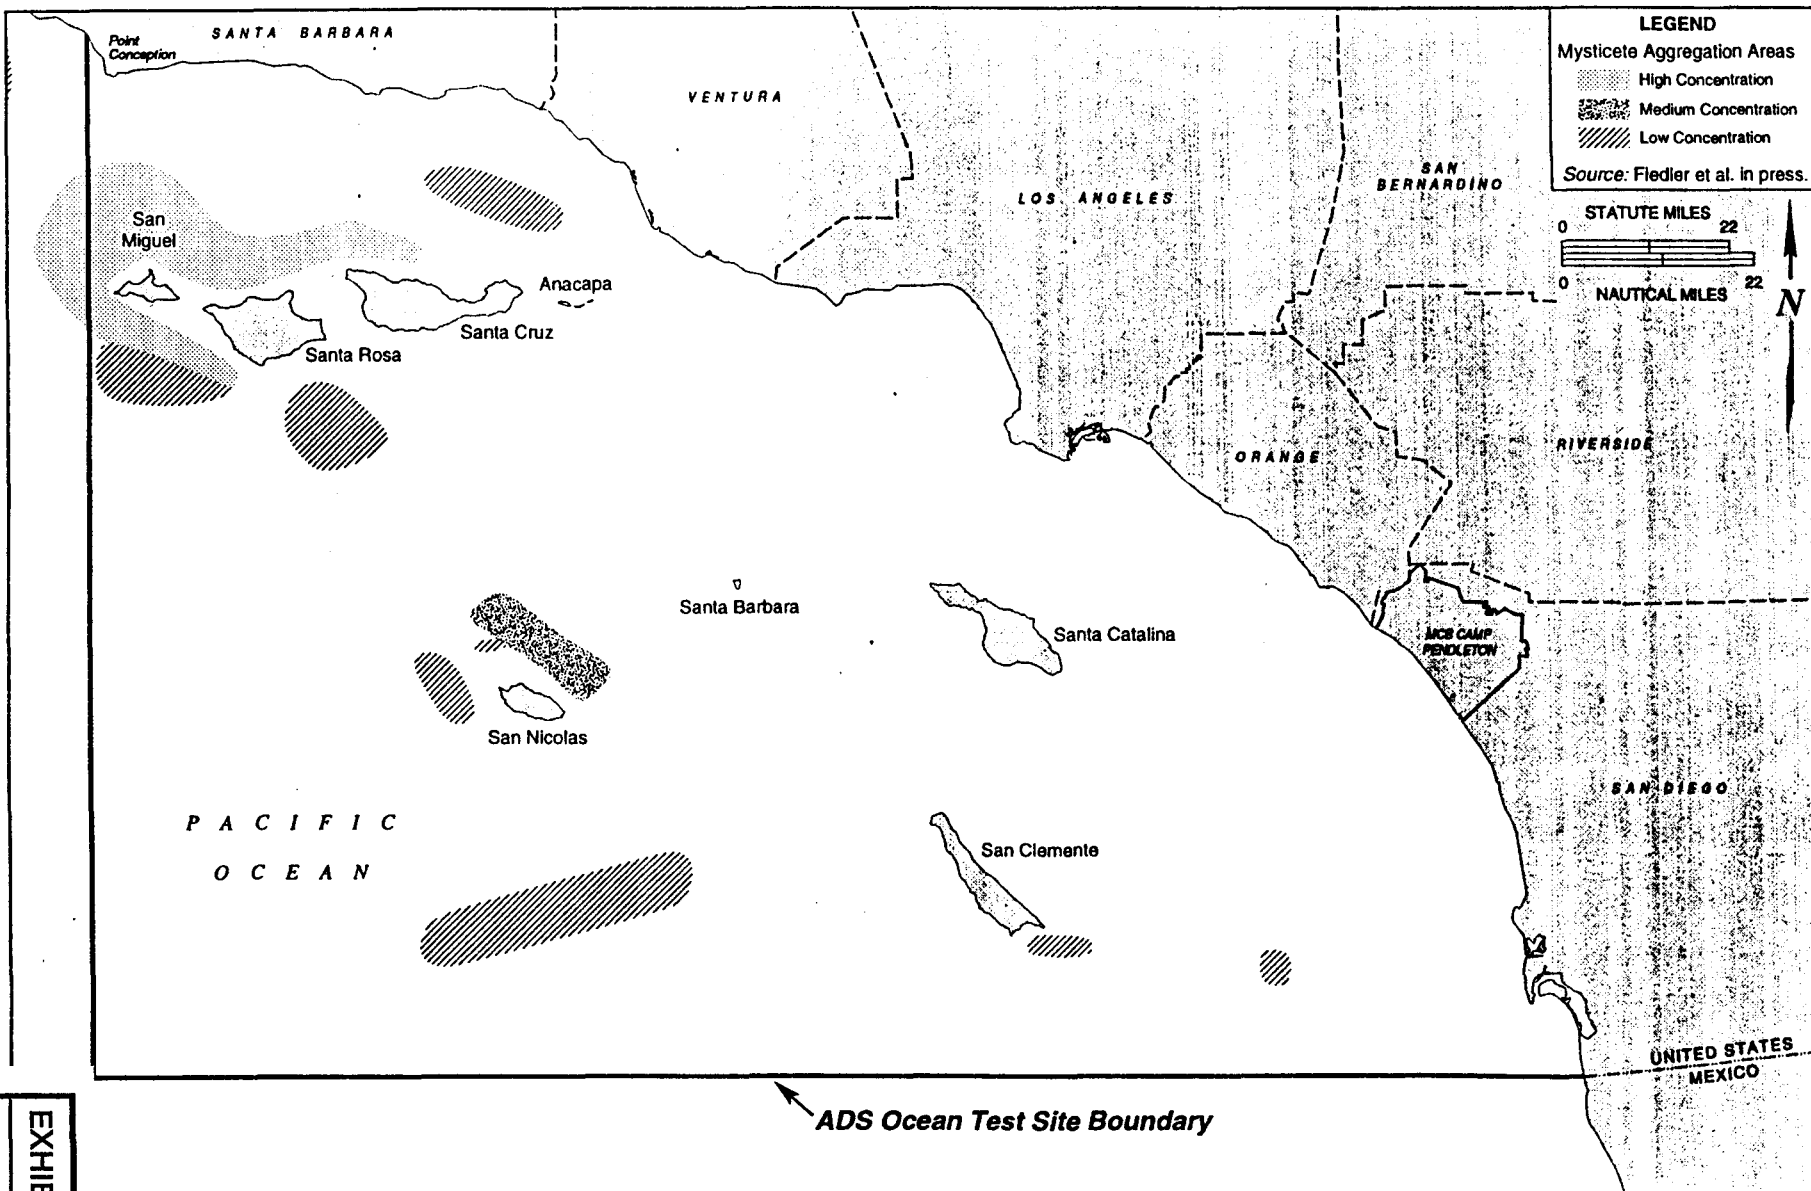 Point
Conception
SANTA BARBARA
VENTURA
LOS ANGELES
SAN
BERNARDINO
LEGEND
Mysticete Aggregation Areas
High Concentration
Medium Concentration
Low Concentration
Source: Fiedler et al. in press.
STATUTE MILES
0 22
0 22
NAUTICAL MILES
N
San
Miguel
Anacapa
Santa Cruz
Santa Rosa
ORANGE
RIVERSIDE
Santa Barbara
Santa Catalina
MCB CAMP
PENDLETON
San Nicolas
SAN DIEGO
PACIFIC
OCEAN
San Clemente
UNITED STATES
MEXICO
ADS Ocean Test Site Boundary